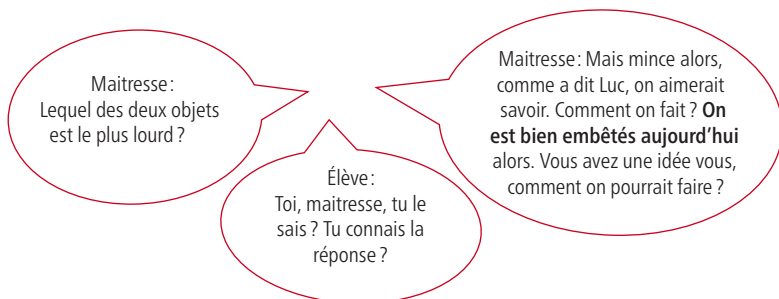 Maitresse :
Lequel des deux objets
est le plus lourd ?
Élève :
Toi, maitresse, tu le
sais ? Tu connais la
réponse ?
Maitresse : Mais mince alors,
comme a dit Luc, on aimerait
savoir. Comment on fait ? On
est bien embêtés aujourd’hui
alors. Vous avez une idée vous,
comment on pourrait faire ?